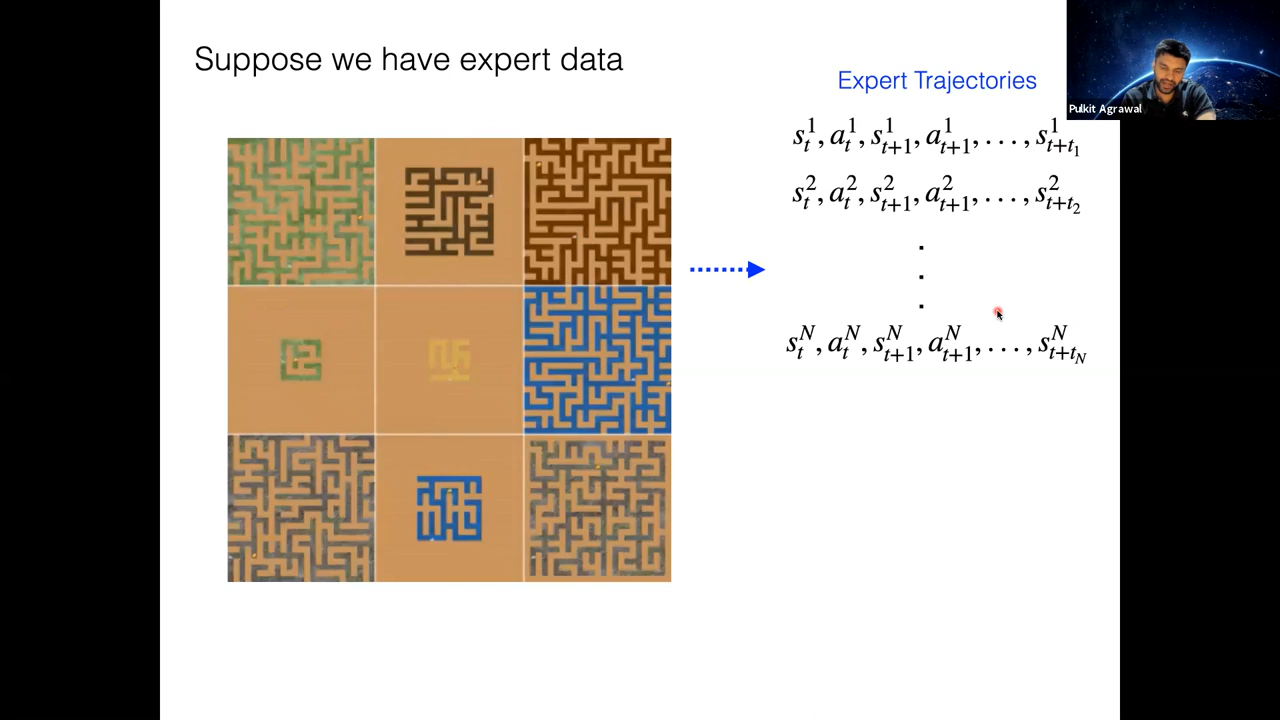 Suppose we have expert data
Expert Trajectories
Pulkit Agrawal
s_t^1, a_t^1, s_{t+1}^1, a_{t+1}^1, . . . , s_{t+t_1}^1
s_t^2, a_t^2, s_{t+1}^2, a_{t+1}^2, . . . , s_{t+t_2}^2
.
.
.
s_t^N, a_t^N, s_{t+1}^N, a_{t+1}^N, . . . , s_{t+t_N}^N